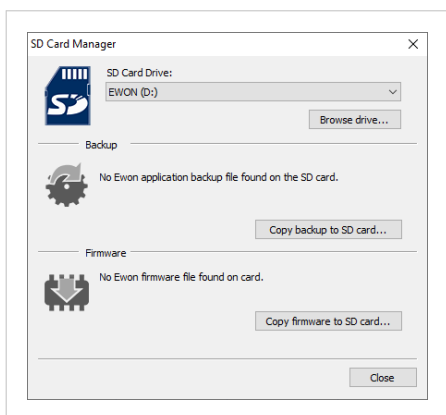 SD Card Manager
SD Card Drive:
EWON (D:)
Browse drive...
Backup
No Ewon application backup file found on the SD card.
Copy backup to SD card...
Firmware
No Ewon firmware file found on card.
Copy firmware to SD card...
Close